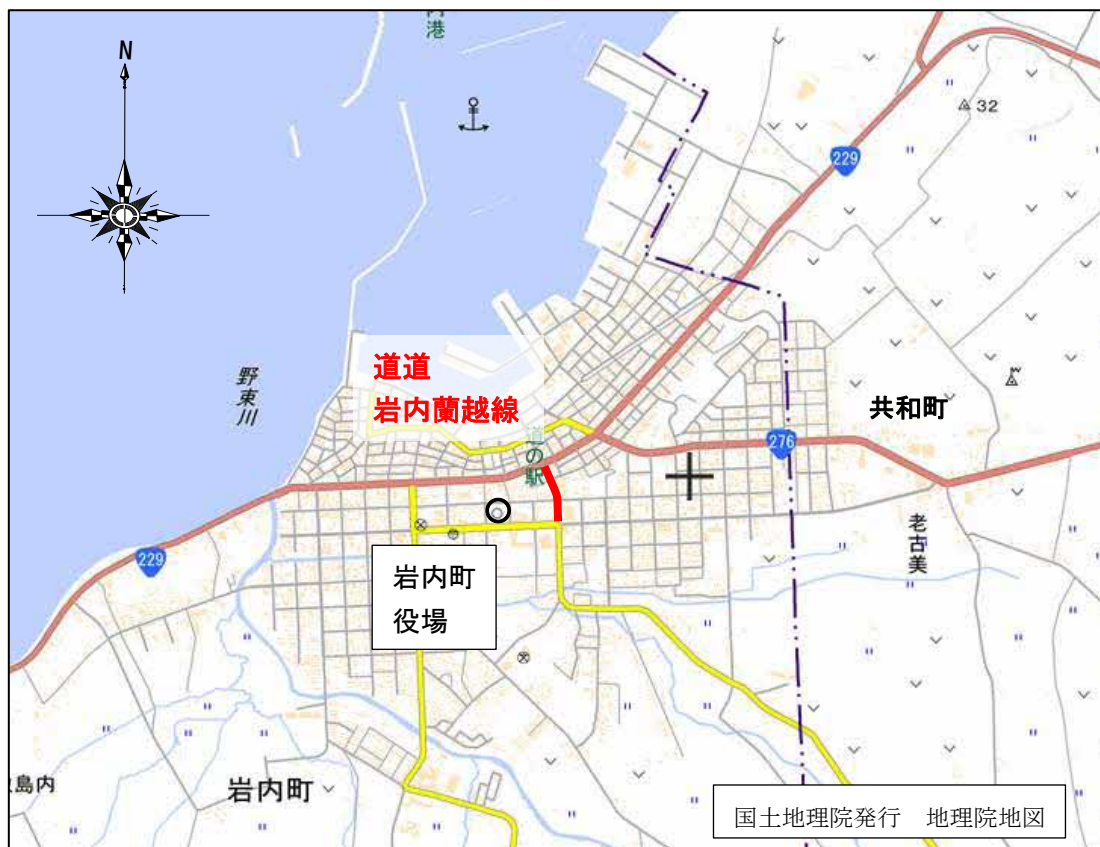 内港
N
32
229
道道
岩内蘭越線
野束川
道の駅
共和町
276
老古美
229
岩内町
役場
島内
岩内町
国土地理院発行 地理院地図